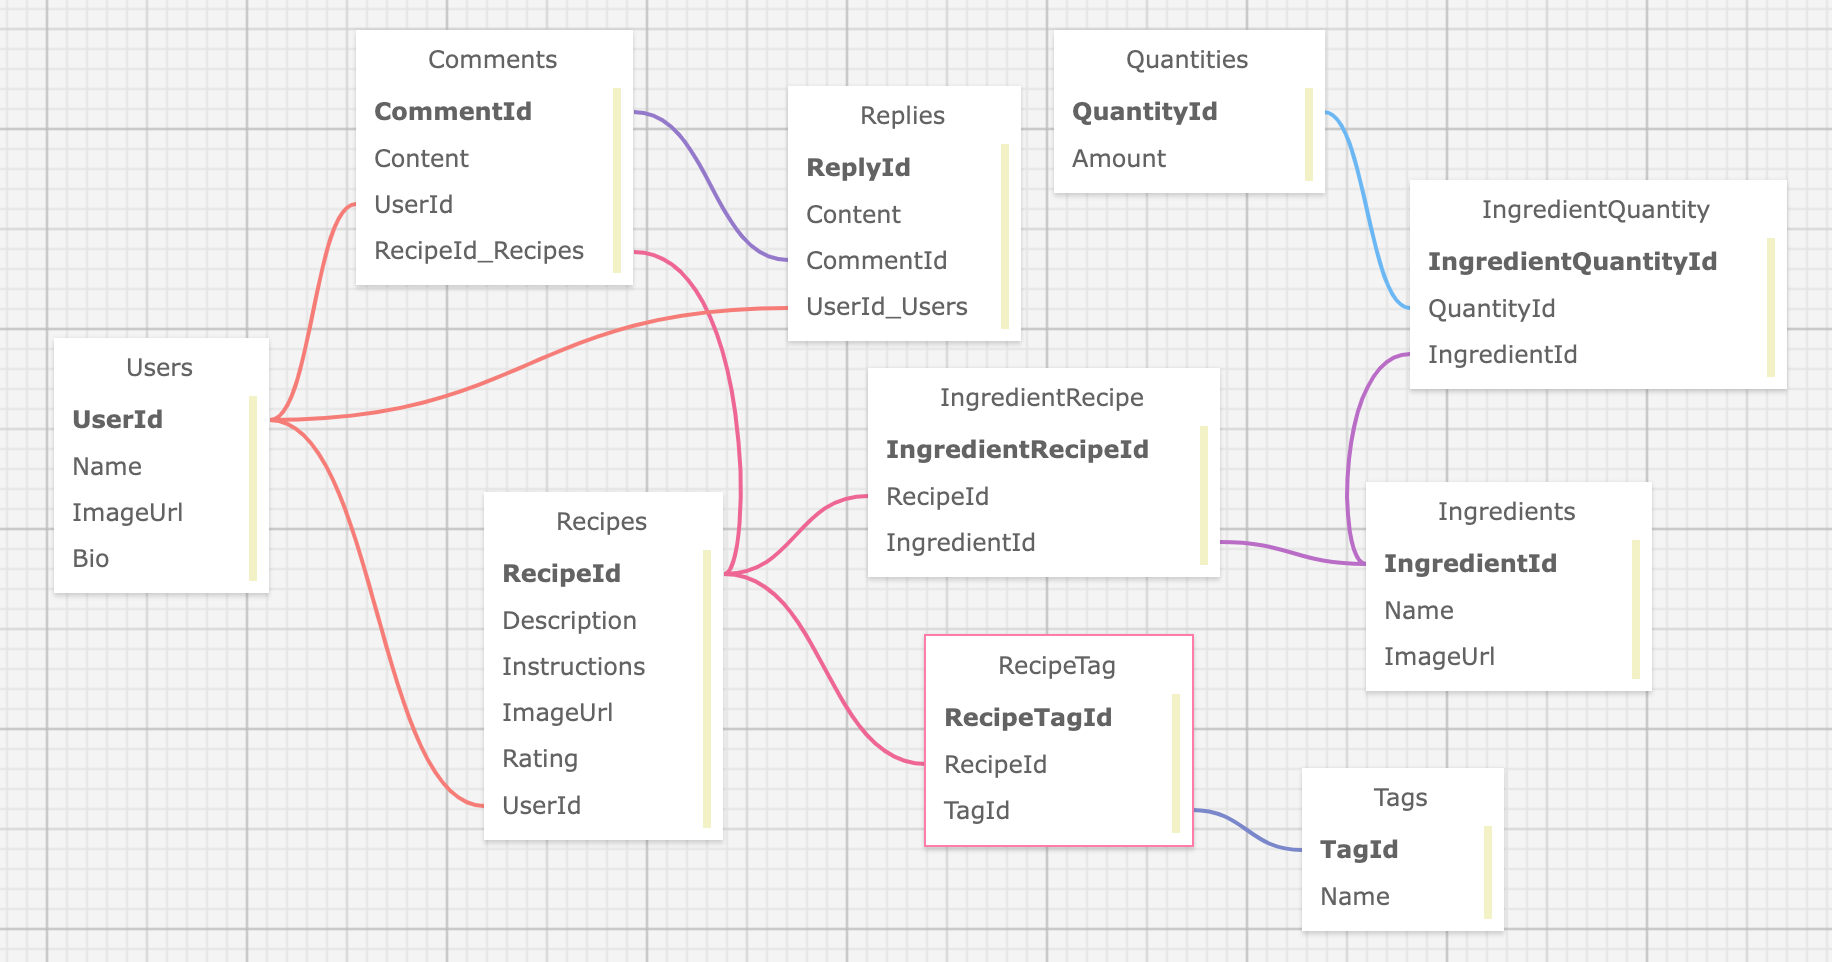 Comments
CommentId
Content
UserId
RecipeId_Recipes
Replies
ReplyId
Content
CommentId
UserId_Users
Quantities
QuantityId
Amount
IngredientQuantity
IngredientQuantityId
QuantityId
IngredientId
Users
UserId
Name
ImageUrl
Bio
IngredientRecipe
IngredientRecipeId
RecipeId
IngredientId
Recipes
RecipeId
Description
Instructions
ImageUrl
Rating
UserId
Ingredients
IngredientId
Name
ImageUrl
RecipeTag
RecipeTagId
RecipeId
TagId
Tags
TagId
Name